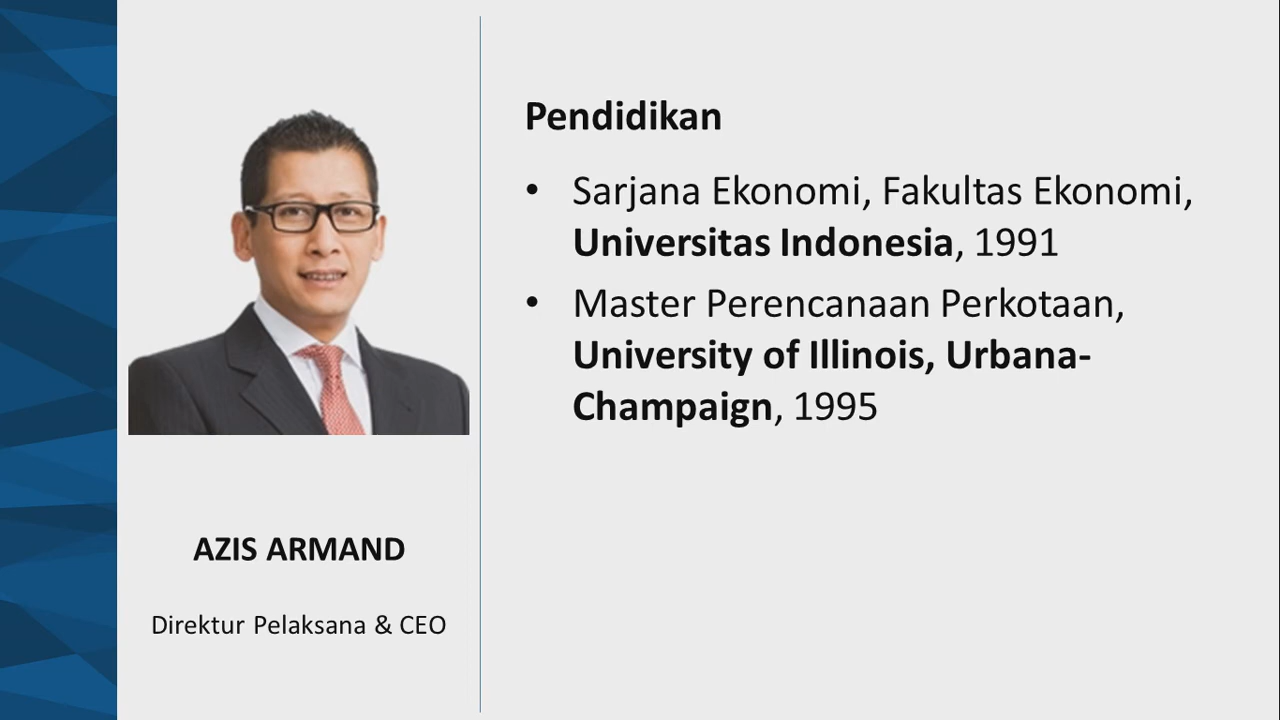 Pendidikan
• Sarjana Ekonomi, Fakultas Ekonomi,
Universitas Indonesia, 1991
• Master Perencanaan Perkotaan,
University of Illinois, Urbana-
Champaign, 1995
AZIS ARMAND
Direktur Pelaksana & CEO